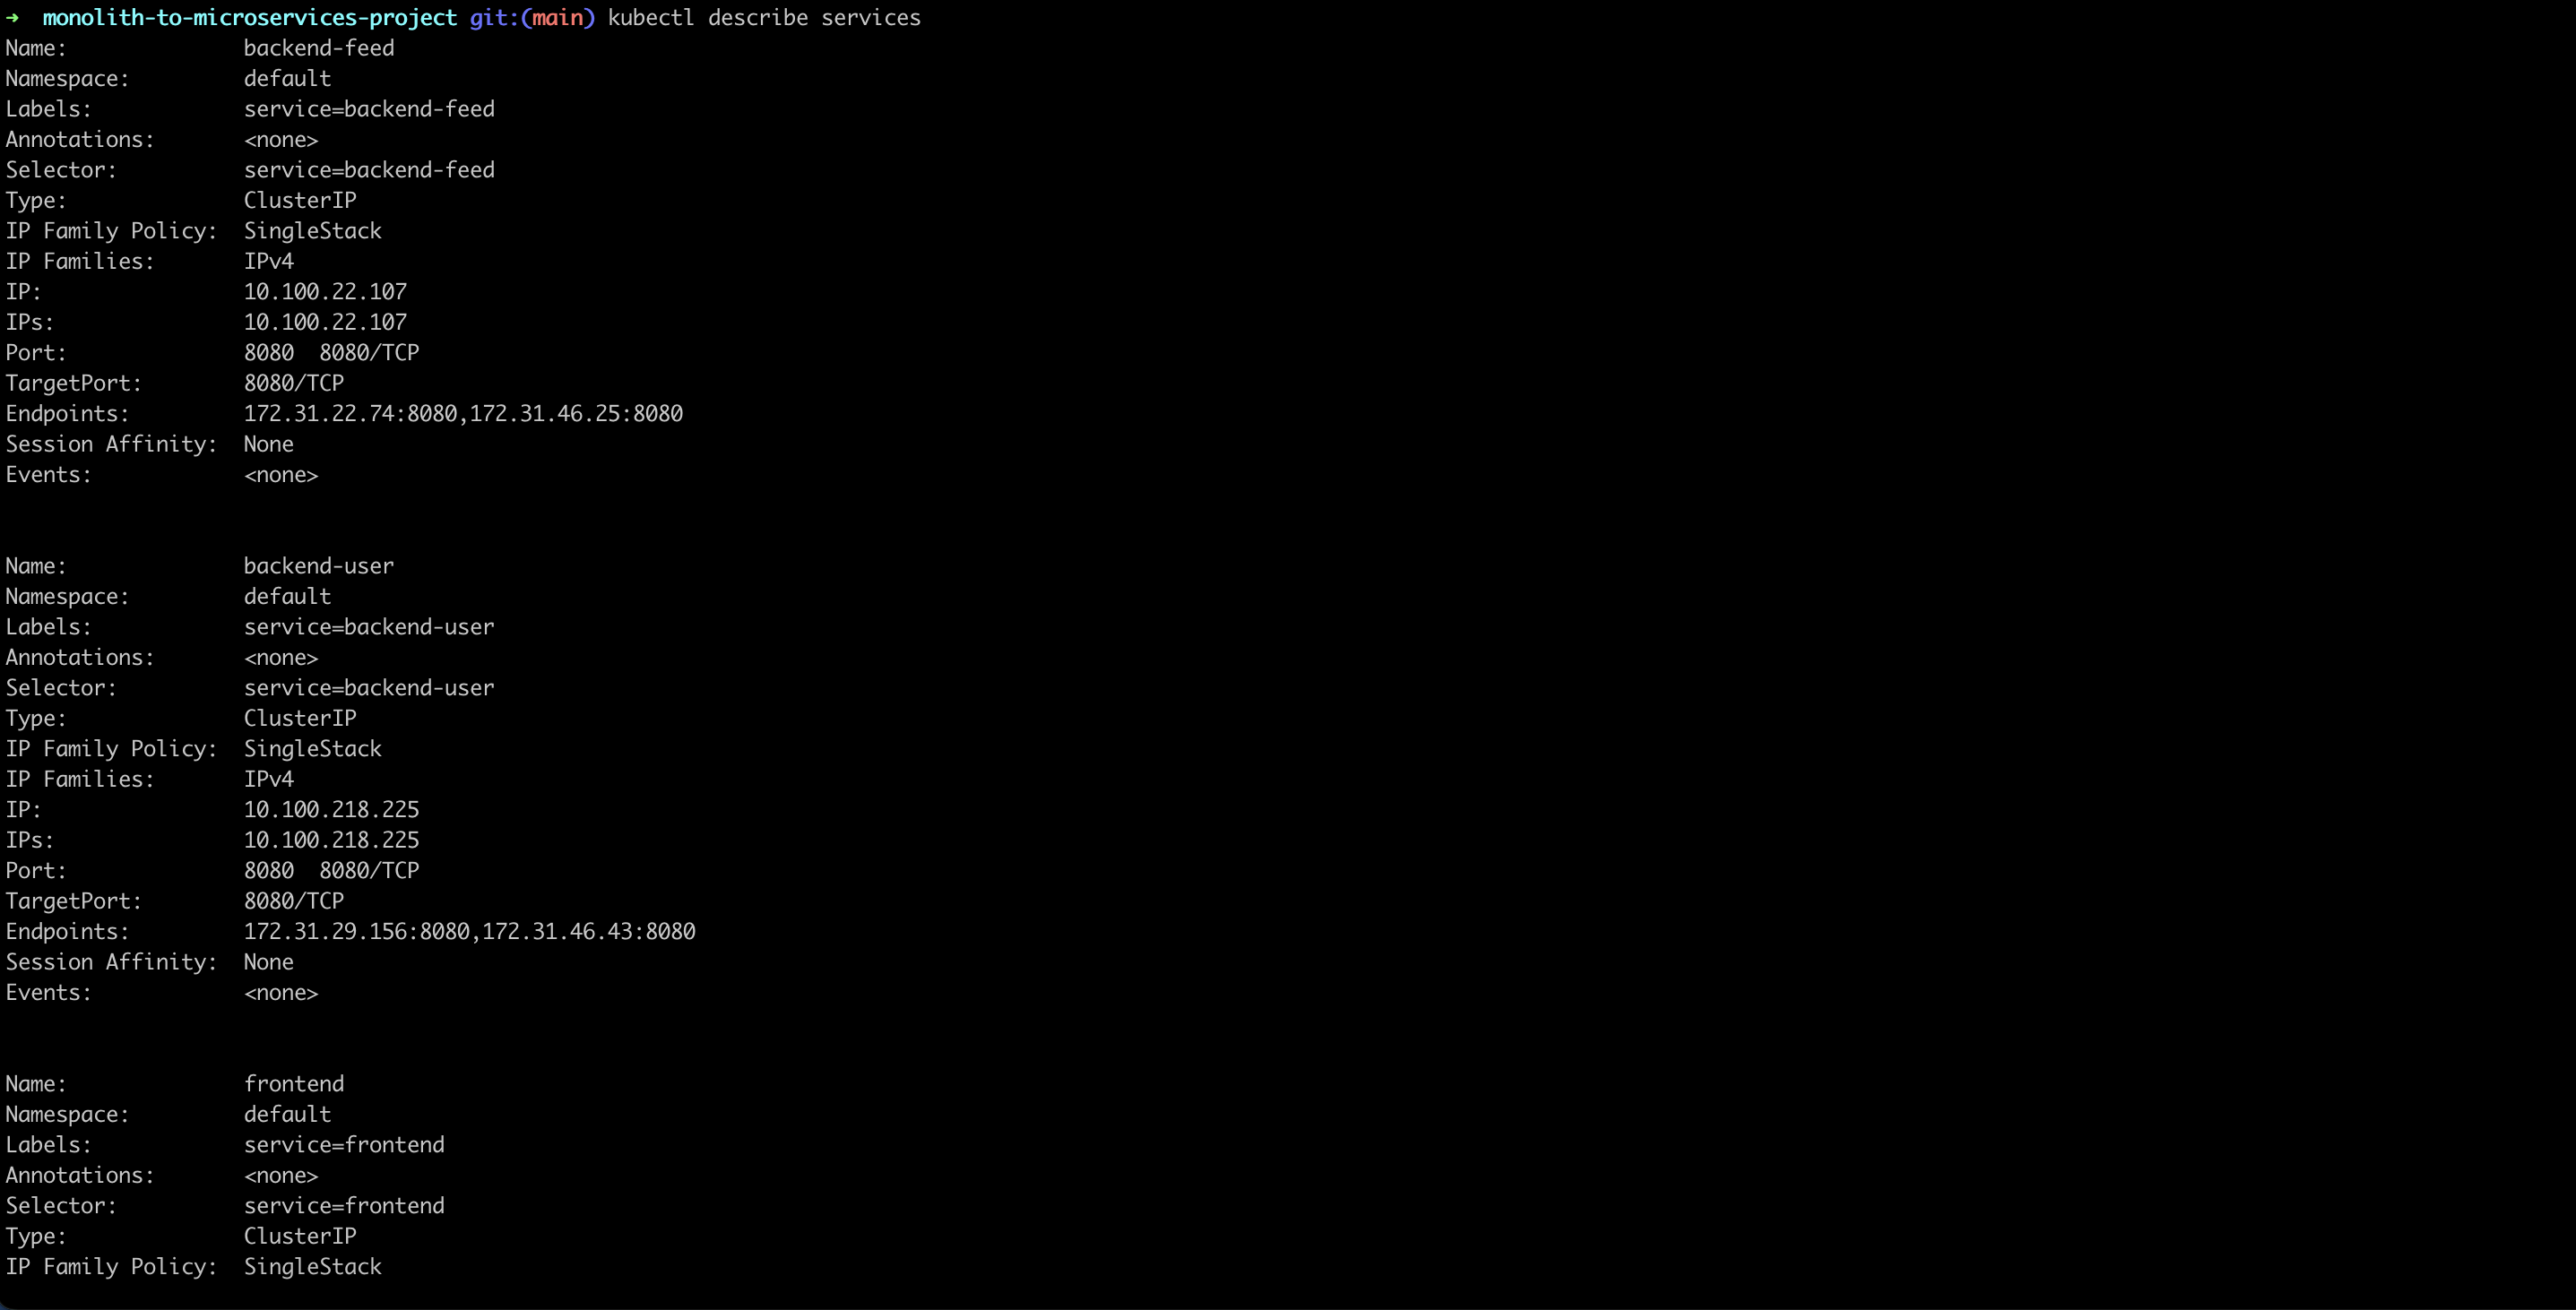 ➜  monolith-to-microservices-project git:(main) kubectl describe services
Name:              backend-feed
Namespace:         default
Labels:            service=backend-feed
Annotations:       <none>
Selector:          service=backend-feed
Type:              ClusterIP
IP Family Policy:  SingleStack
IP Families:       IPv4
IP:                10.100.22.107
IPs:               10.100.22.107
Port:              8080  8080/TCP
TargetPort:        8080/TCP
Endpoints:         172.31.22.74:8080,172.31.46.25:8080
Session Affinity:  None
Events:            <none>


Name:              backend-user
Namespace:         default
Labels:            service=backend-user
Annotations:       <none>
Selector:          service=backend-user
Type:              ClusterIP
IP Family Policy:  SingleStack
IP Families:       IPv4
IP:                10.100.218.225
IPs:               10.100.218.225
Port:              8080  8080/TCP
TargetPort:        8080/TCP
Endpoints:         172.31.29.156:8080,172.31.46.43:8080
Session Affinity:  None
Events:            <none>


Name:              frontend
Namespace:         default
Labels:            service=frontend
Annotations:       <none>
Selector:          service=frontend
Type:              ClusterIP
IP Family Policy:  SingleStack